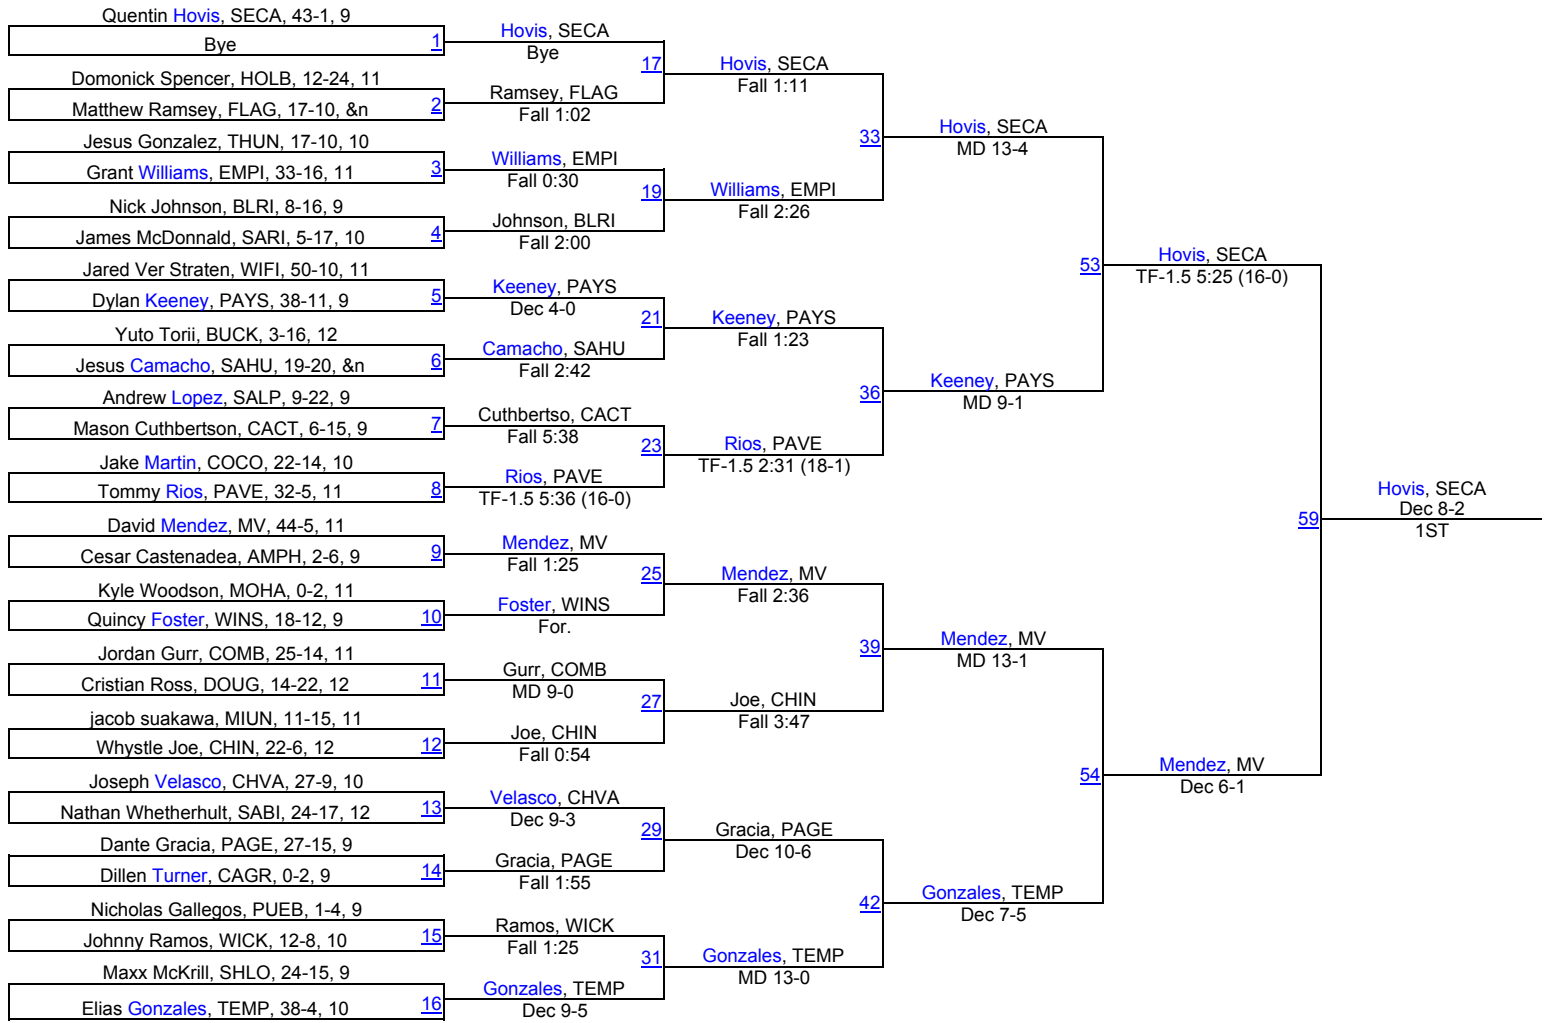 Quentin Hovis, SECA, 43-1, 9
Bye
1
Domonick Spencer, HOLB, 12-24, 11
Matthew Ramsey, FLAG, 17-10, &n
2
Jesus Gonzalez, THUN, 17-10, 10
Grant Williams, EMPI, 33-16, 11
3
Nick Johnson, BLRI, 8-16, 9
James McDonnald, SARI, 5-17, 10
4
Jared Ver Straten, WIFI, 50-10, 11
Dylan Keeney, PAYS, 38-11, 9
5
Yuto Torii, BUCK, 3-16, 12
Jesus Camacho, SAHU, 19-20, &n
6
Andrew Lopez, SALP, 9-22, 9
Mason Cuthbertson, CACT, 6-15, 9
7
Jake Martin, COCO, 22-14, 10
Tommy Rios, PAVE, 32-5, 11
8
David Mendez, MV, 44-5, 11
Cesar Castenadea, AMPH, 2-6, 9
9
Kyle Woodson, MOHA, 0-2, 11
Quincy Foster, WINS, 18-12, 9
10
Jordan Gurr, COMB, 25-14, 11
Cristian Ross, DOUG, 14-22, 12
11
jacob suakawa, MIUN, 11-15, 11
Whystle Joe, CHIN, 22-6, 12
12
Joseph Velasco, CHVA, 27-9, 10
Nathan Whetherhult, SABI, 24-17, 12
13
Dante Gracia, PAGE, 27-15, 9
Dillen Turner, CAGR, 0-2, 9
14
Nicholas Gallegos, PUEB, 1-4, 9
Johnny Ramos, WICK, 12-8, 10
15
Maxx McKrill, SHLO, 24-15, 9
Elias Gonzales, TEMP, 38-4, 10
16
Hovis, SECA
Bye
17
Ramsey, FLAG
Fall 1:02
Williams, EMPI
Fall 0:30
19
Johnson, BLRI
Fall 2:00
Keeney, PAYS
Dec 4-0
21
Camacho, SAHU
Fall 2:42
Cuthbertso, CACT
Fall 5:38
23
Rios, PAVE
TF-1.5 5:36 (16-0)
Mendez, MV
Fall 1:25
25
Foster, WINS
For.
Gurr, COMB
MD 9-0
27
Joe, CHIN
Fall 0:54
Velasco, CHVA
Dec 9-3
29
Gracia, PAGE
Fall 1:55
Ramos, WICK
Fall 1:25
31
Gonzales, TEMP
Dec 9-5
Hovis, SECA
Fall 1:11
33
Williams, EMPI
Fall 2:26
Keeney, PAYS
Fall 1:23
36
Rios, PAVE
TF-1.5 2:31 (18-1)
Mendez, MV
Fall 2:36
39
Joe, CHIN
Fall 3:47
Gracia, PAGE
Dec 10-6
42
Gonzales, TEMP
MD 13-0
Hovis, SECA
MD 13-4
53
Keeney, PAYS
MD 9-1
Mendez, MV
MD 13-1
54
Gonzales, TEMP
Dec 7-5
Hovis, SECA
TF-1.5 5:25 (16-0)
59
Mendez, MV
Dec 6-1
Hovis, SECA
Dec 8-2
1ST